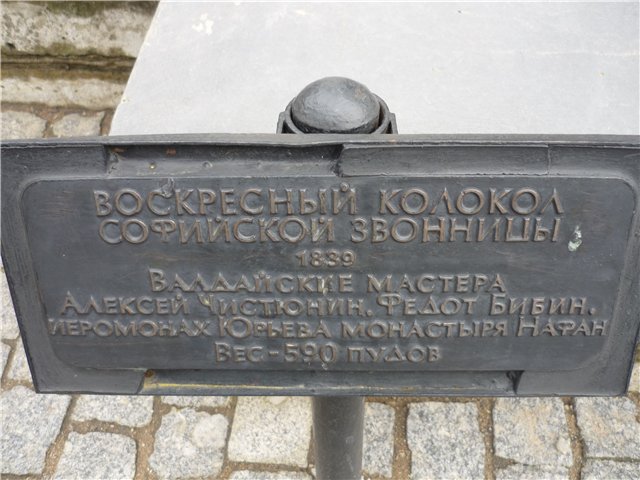 ВОСКРЕСНЫЙ КОЛОКОЛ
СОФИЙСКОЙ ЗВОННИЦЫ
1839
ВАЛДАЙСКИЕ МАСТЕРА
АЛЕКСЕЙ ЧИСТЮНИН, ФЕДОТ БИБИН.
ИЕРОМОНАХ ЮРЬЕВА МОНАСТЫРЯ НАФАН
ВЕС - 590 ПУДОВ